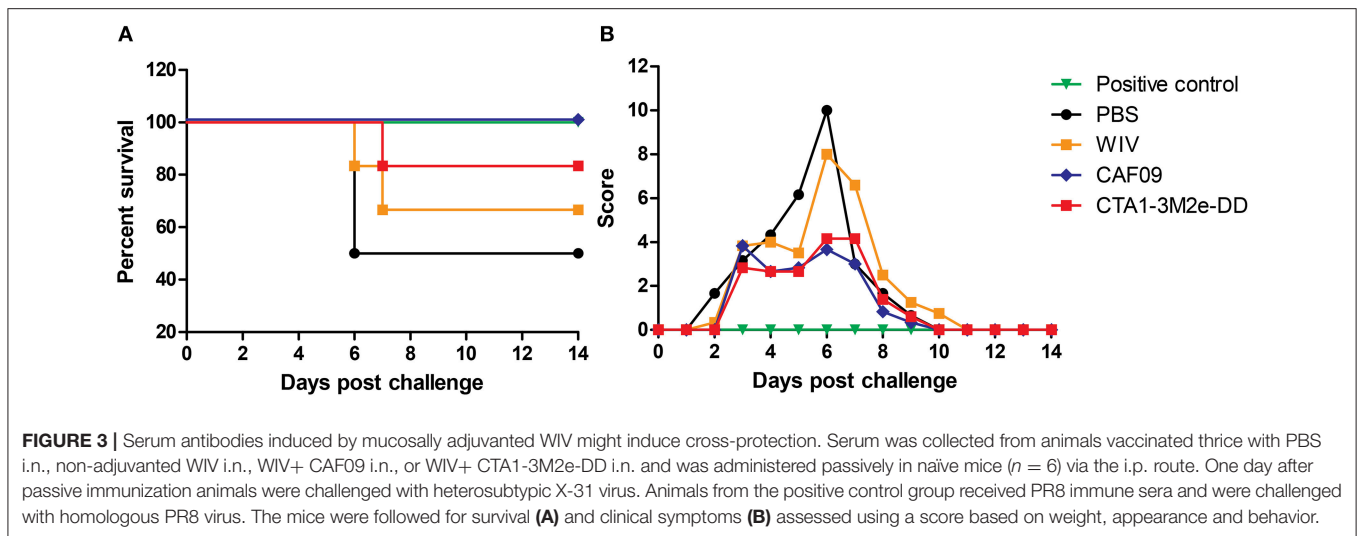 A
Percent survival
120
100
80
60
40
20
0 2 4 6 8 10 12 14
Days post challenge
B
Score
12
10
8
6
4
2
0
0 2 4 6 8 10 12 14
Days post challenge
Positive control
PBS
WIV
CAF09
CTA1-3M2e-DD
FIGURE 3 | Serum antibodies induced by mucosally adjuvanted WIV might induce cross-protection. Serum was collected from animals vaccinated thrice with PBS
i.n., non-adjuvanted WIV i.n., WIV+ CAF09 i.n., or WIV+ CTA1-3M2e-DD i.n. and was administered passively in naïve mice (n = 6) via the i.p. route. One day after
passive immunization animals were challenged with heterosubtypic X-31 virus. Animals from the positive control group received PR8 immune sera and were challenged
with homologous PR8 virus. The mice were followed for survival (A) and clinical symptoms (B) assessed using a score based on weight, appearance and behavior.